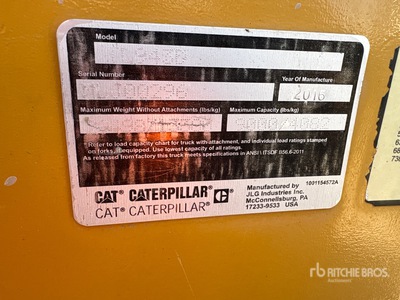 Model
Serial Number
Year Of Manufacture
2016
Maximum Weight Without Attachments (lbs/kg)
Maximum Capacity (lbs/kg)
Refer to load capacity chart for truck with attachment, and individual load ratings stamped
on forks, if equipped. Use lowest capacity of all ratings.
As released from factory this truck meets specifications in ANSI / ITSDF B56.6-2011.
CAT® CATERPILLAR®
CAT® CATERPILLAR®
Manufactured by
JLG Industries Inc.
McConnellsburg, PA
17233-9533 USA
1001154572A
rb RITCHIE BROS.
Auctioneers